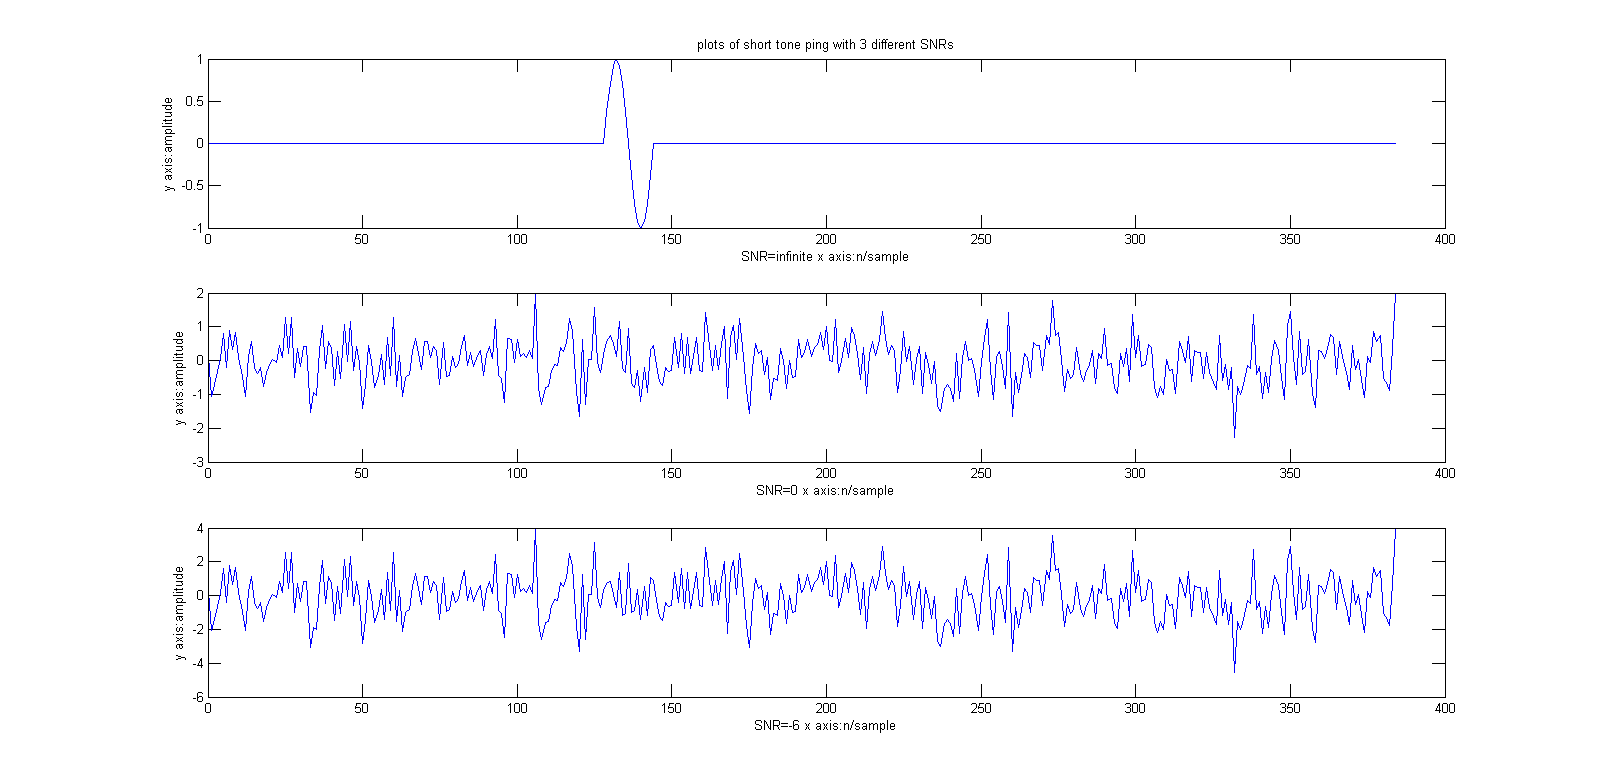 plots of short tone ping with 3 different SNRs
1
0.5
0
-0.5
-1
y axis:amplitude
0 50 100 150 200 250 300 350 400
SNR=infinite x axis:n/sample
2
1
0
-1
-2
-3
y axis:amplitude
0 50 100 150 200 250 300 350 400
SNR=0 x axis:n/sample
4
2
0
-2
-4
-6
y axis:amplitude
0 50 100 150 200 250 300 350 400
SNR=-6 x axis:n/sample